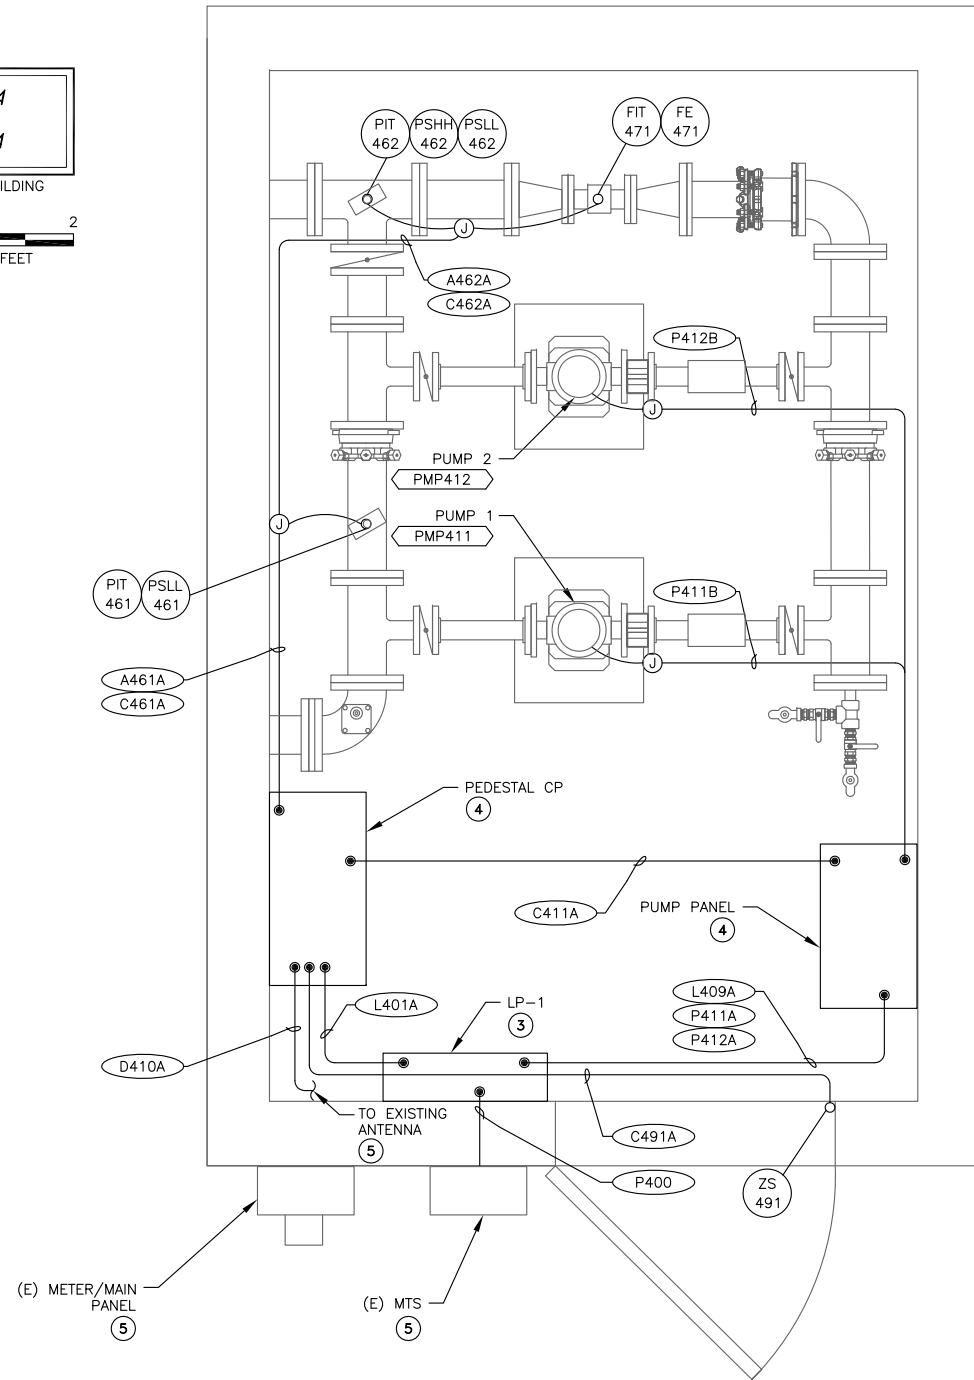 ILDING
2
FEET
PIT
462
PSHH
462
PSLL
462
FIT
471
FE
471
J
A462A
C462A
P412B
J
PUMP 2
PMP412
PUMP 1
PMP411
J
PIT
461
PSLL
461
P411B
J
A461A
C461A
PEDESTAL CP
4
C411A
PUMP PANEL
4
L401A
LP-1
3
L409A
P411A
P412A
D410A
TO EXISTING
ANTENNA
5
C491A
P400
ZS
491
(E) METER/MAIN
PANEL
5
(E) MTS
5